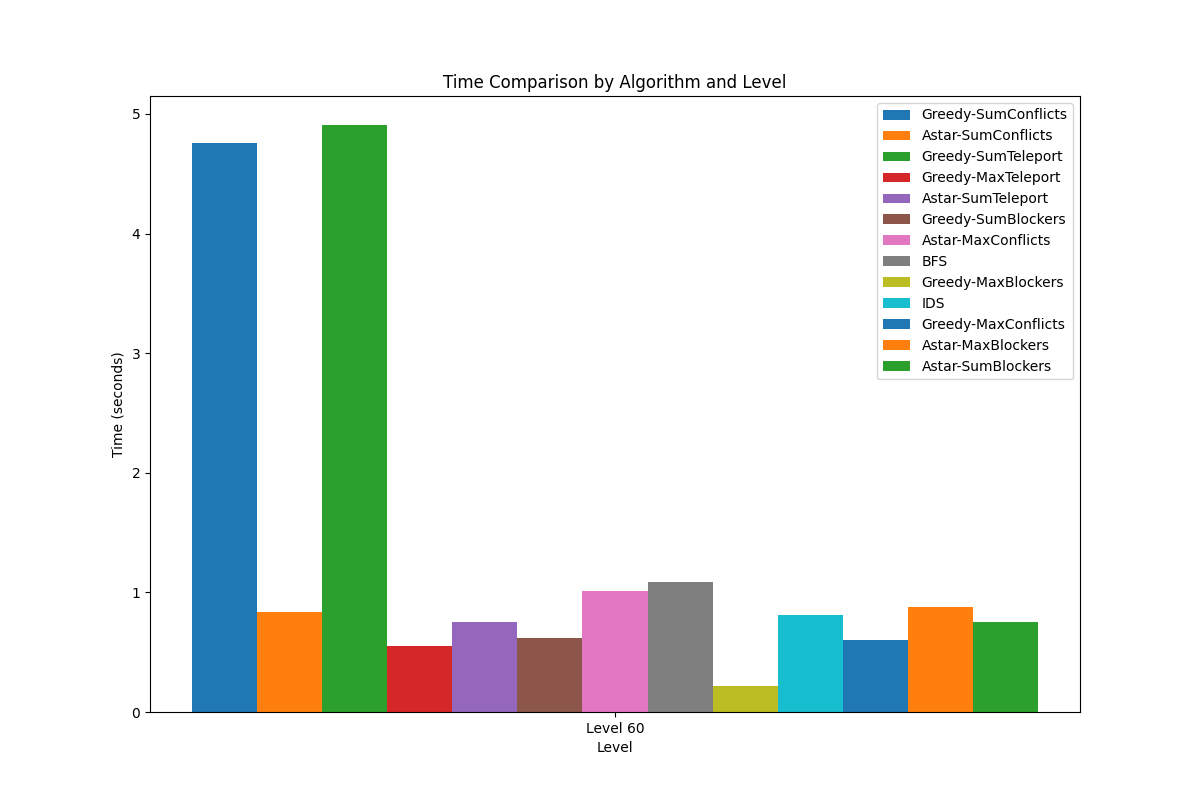 Time Comparison by Algorithm and Level
Greedy-SumConflicts
Astar-SumConflicts
Greedy-SumTeleport
Greedy-MaxTeleport
Astar-SumTeleport
Greedy-SumBlockers
Astar-MaxConflicts
BFS
Greedy-MaxBlockers
IDS
Greedy-MaxConflicts
Astar-MaxBlockers
Astar-SumBlockers
Time (seconds)
5
4
3
2
1
0
Level 60
Level